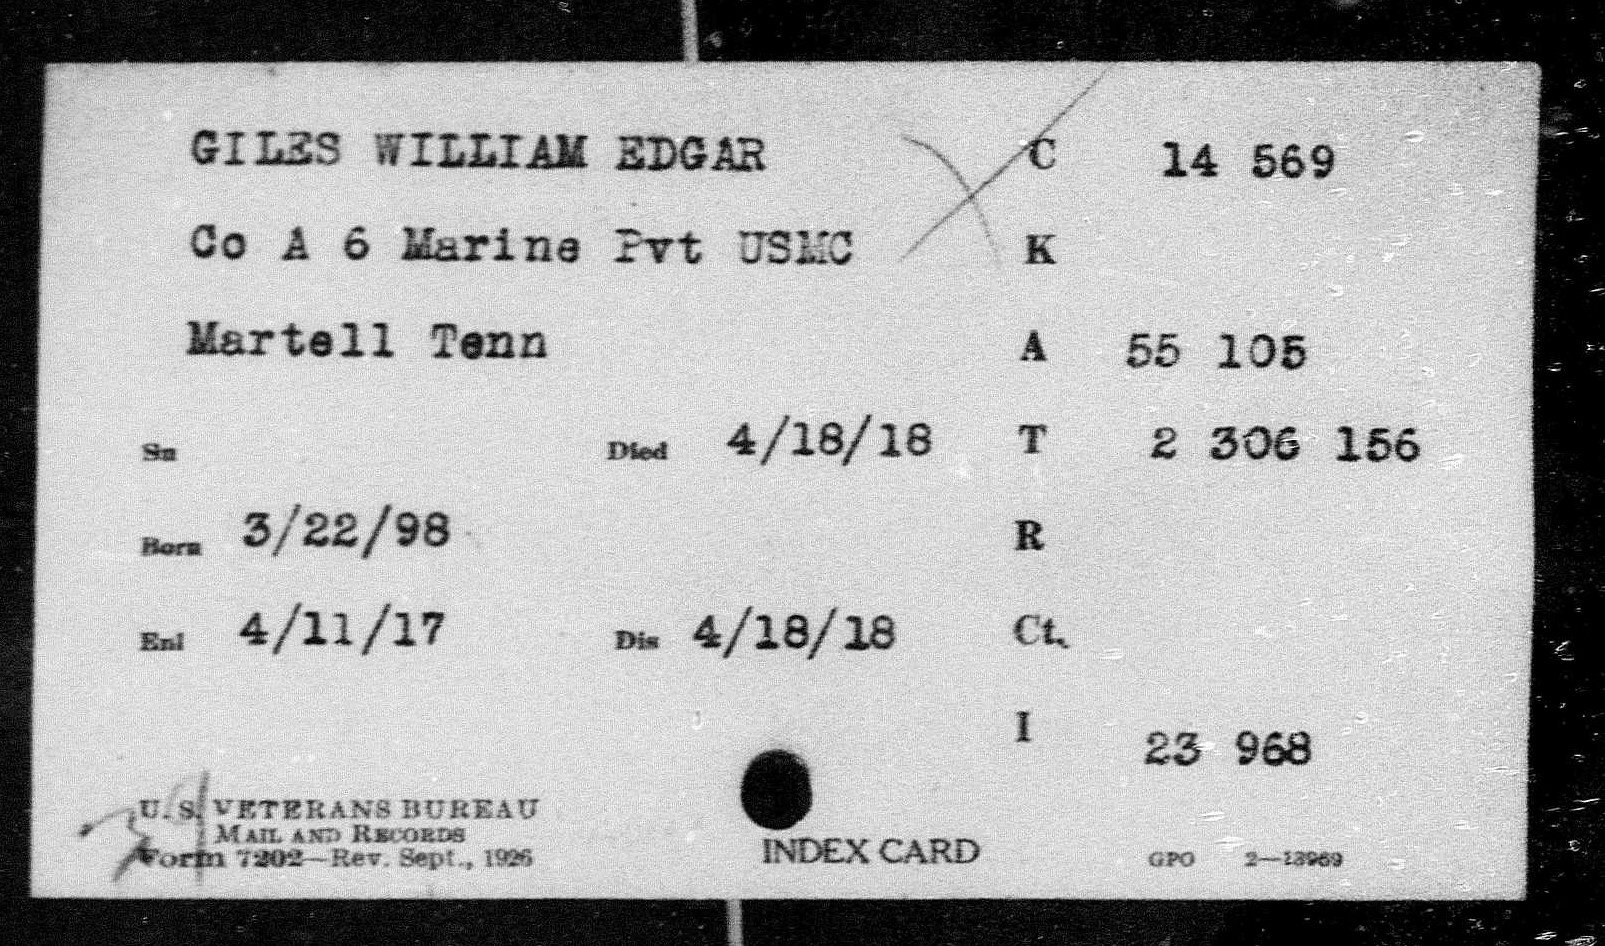 GILES WILLIAM EDGAR C 14 569
Co A 6 Marine Pvt USMC K
Martell Tenn A 55 105
Sn Died 4/18/18 T 2 306 156
Born 3/22/98 R
Enl 4/11/17 Dis 4/18/18 Ct.
I 23 968
U. S. VETERANS BUREAU
MAIL AND RECORDS
Form 7202—Rev. Sept., 1926 INDEX CARD GPO 2—13969